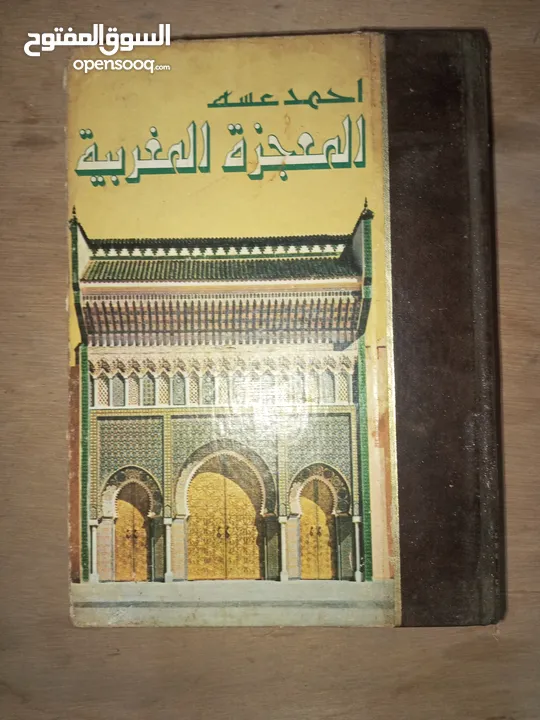 السوق المفتوح
opensooq.com
احمد عسه
المعجزة المغربية